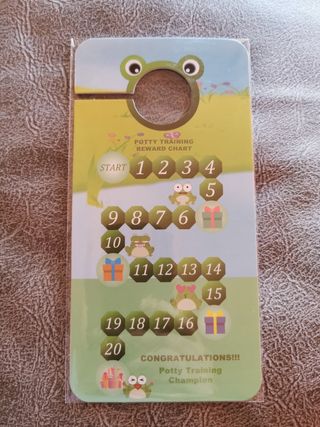 POTTY TRAINING
REWARD CHART
START 1 2 3 4
5
9 8 7 6
10
11 12 13 14
15
19 18 17 16
20
CONGRATULATIONS!!!
Potty Training
Champion